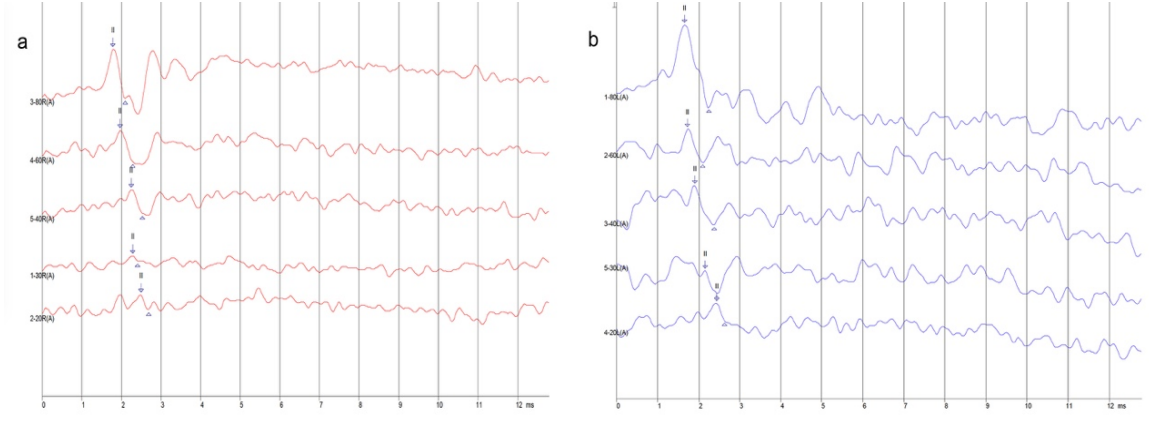 a
II
3-80R(A)
II
4-60R(A)
II
5-40R(A)
II
1-30R(A)
II
2-20R(A)
0 1 2 3 4 5 6 7 8 9 10 11 12 ms
b
II
1-80L(A)
II
2-60L(A)
II
3-40L(A)
II
5-30L(A)
II
4-20L(A)
0 1 2 3 4 5 6 7 8 9 10 11 12 ms